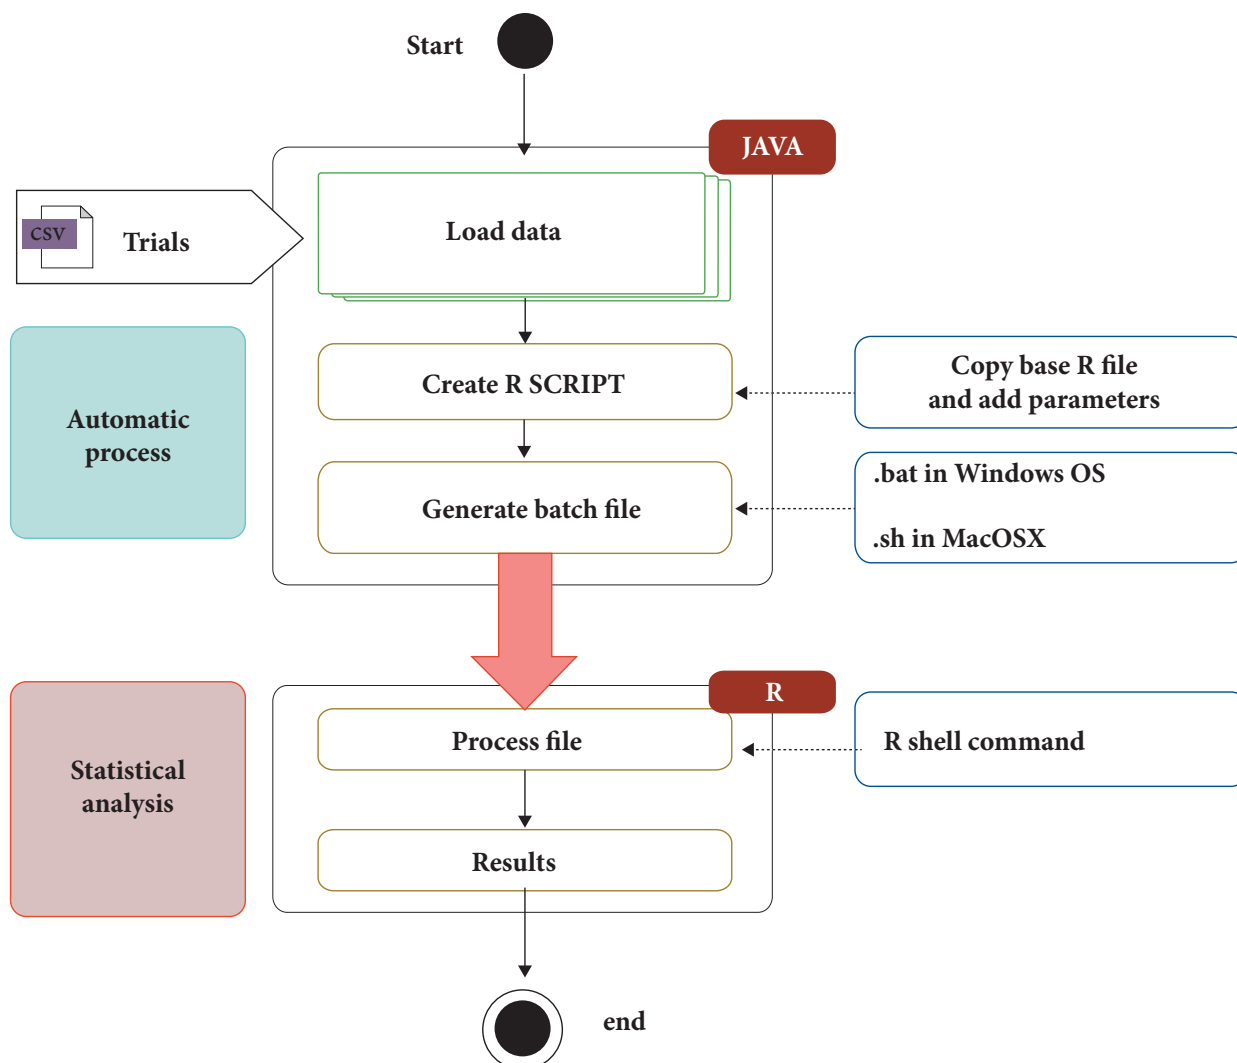 Start
JAVA
CSV
Trials
Load data
Create R SCRIPT
Copy base R file
and add parameters
Automatic
process
Generate batch file
.bat in Windows OS
.sh in MacOSX
R
Process file
R shell command
Statistical
analysis
Results
end